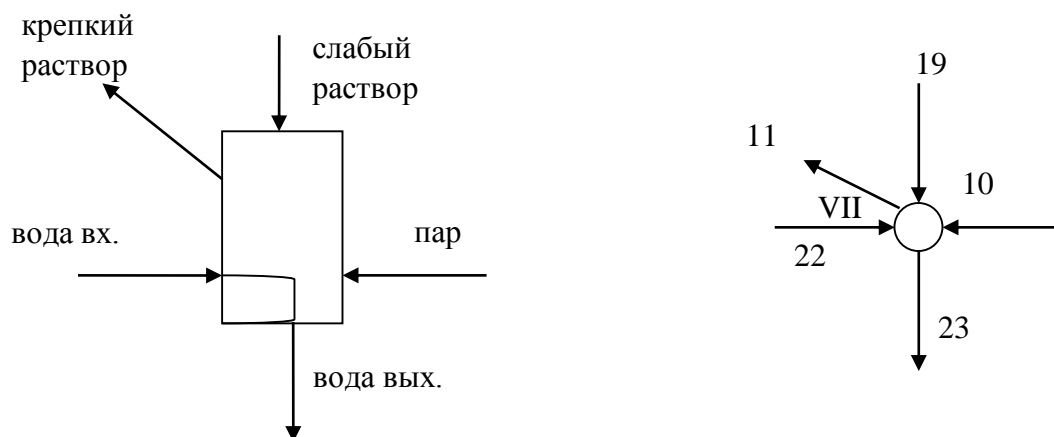 крепкий
раствор
слабый
раствор
вода вх.
пар
вода вых.
19
11
10
VII
22
23